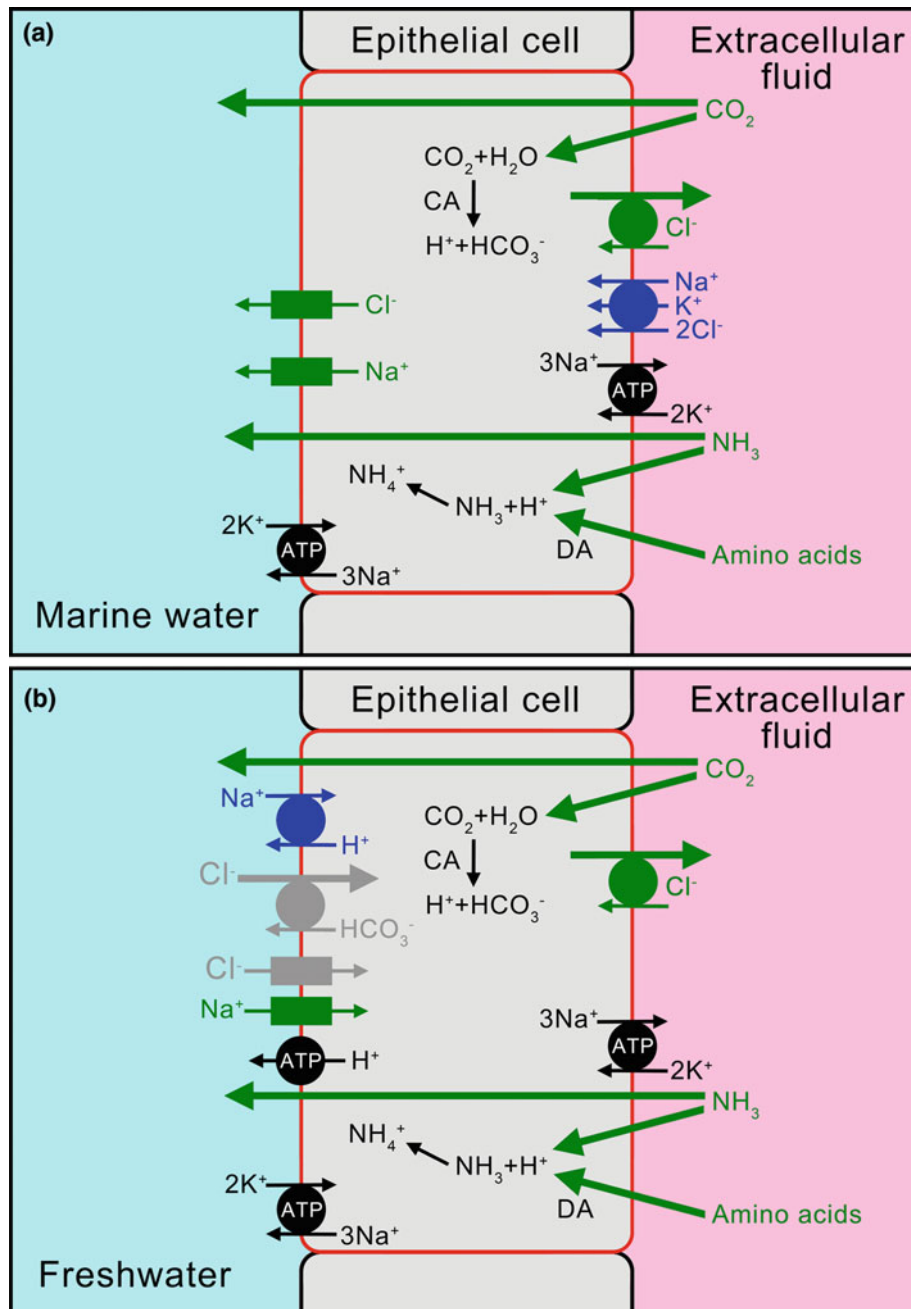 (a)
Epithelial cell
Extracellular
fluid
CO₂
CO₂+H₂O
CA
H⁺+HCO₃⁻
Cl⁻
Na⁺
K⁺
2Cl⁻
Cl⁻
Na⁺
3Na⁺
ATP
2K⁺
NH₃
NH₄⁺
NH₃+H⁺
DA
Amino acids
2K⁺
ATP
3Na⁺
Marine water
(b)
Epithelial cell
Extracellular
fluid
CO₂
Na⁺
H⁺
CO₂+H₂O
CA
H⁺+HCO₃⁻
Cl⁻
Cl⁻
HCO₃⁻
Cl⁻
Na⁺
ATP
H⁺
3Na⁺
ATP
2K⁺
NH₃
NH₄⁺
NH₃+H⁺
DA
Amino acids
2K⁺
ATP
3Na⁺
Freshwater